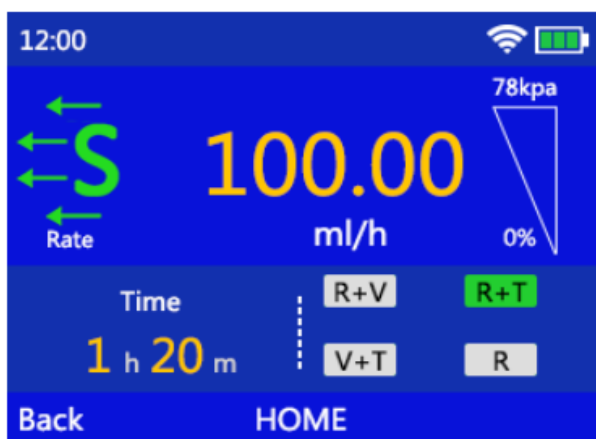 12:00
78kpa
S
100.00
Rate
ml/h
0%
Time
R+V
R+T
1 h 20 m
V+T
R
Back
HOME